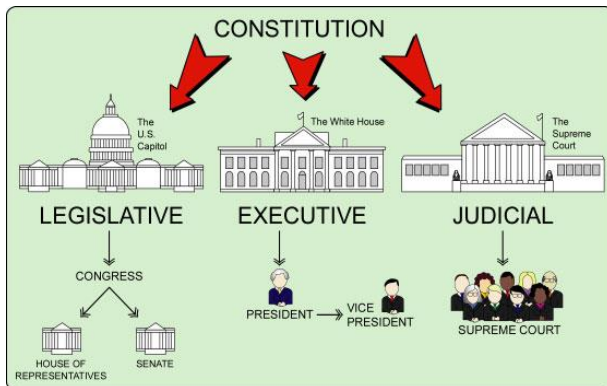 CONSTITUTION
The
U.S.
Capitol
The White House
The
Supreme
Court
LEGISLATIVE
EXECUTIVE
JUDICIAL
CONGRESS
PRESIDENT
VICE
PRESIDENT
SUPREME COURT
HOUSE OF
REPRESENTATIVES
SENATE